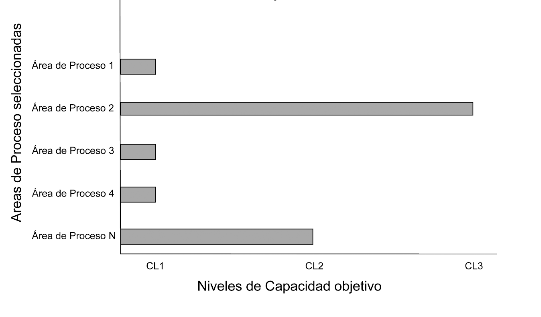 Areas de Proceso seleccionadas
Área de Proceso 1
Área de Proceso 2
Área de Proceso 3
Área de Proceso 4
Área de Proceso N
CL1 CL2 CL3
Niveles de Capacidad objetivo